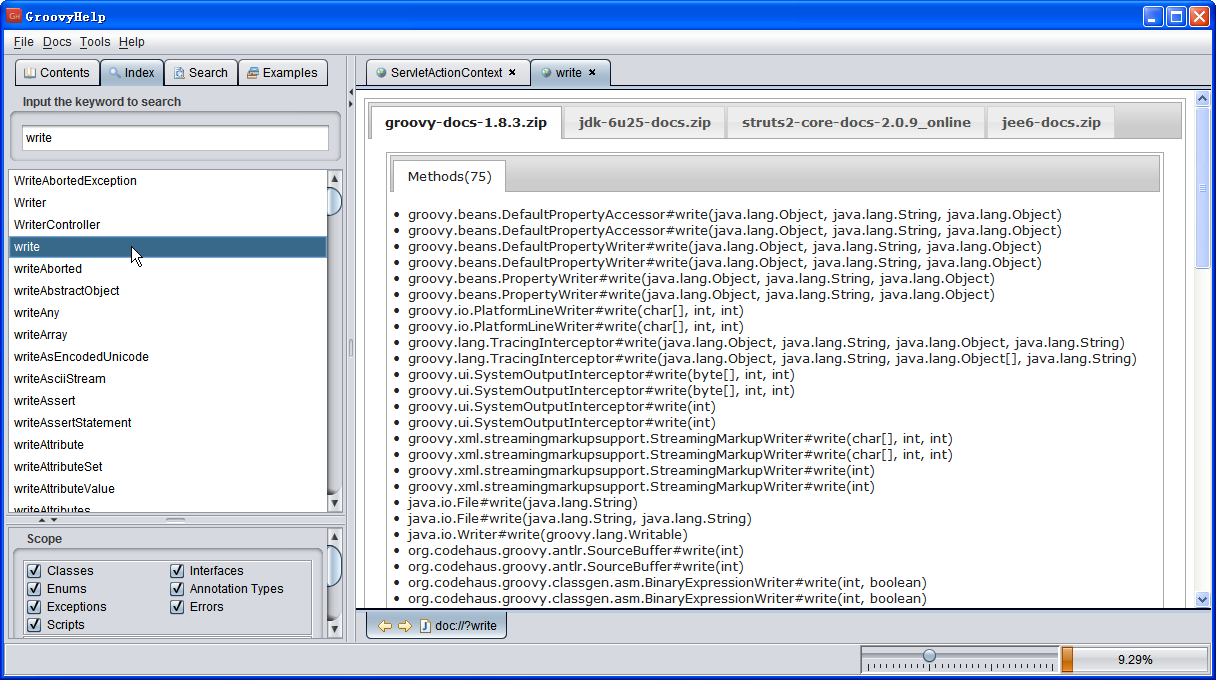 GroovyHelp
File Docs Tools Help
Contents Index Search Examples
Input the keyword to search
write
WriteAbortedException
Writer
WriterController
write
writeAborted
writeAbstractObject
writeAny
writeArray
writeAsEncodedUnicode
writeAsciiStream
writeAssert
writeAssertStatement
writeAttribute
writeAttributeSet
writeAttributeValue
writeAttributes
Scope
Classes Interfaces
Enums Annotation Types
Exceptions Errors
Scripts
ServletActionContext × write ×
groovy-docs-1.8.3.zip jdk-6u25-docs.zip struts2-core-docs-2.0.9_online jee6-docs.zip
Methods(75)
• groovy.beans.DefaultPropertyAccessor#write(java.lang.Object, java.lang.String, java.lang.Object)
• groovy.beans.DefaultPropertyAccessor#write(java.lang.Object, java.lang.String, java.lang.Object)
• groovy.beans.DefaultPropertyWriter#write(java.lang.Object, java.lang.String, java.lang.Object)
• groovy.beans.DefaultPropertyWriter#write(java.lang.Object, java.lang.String, java.lang.Object)
• groovy.beans.PropertyWriter#write(java.lang.Object, java.lang.String, java.lang.Object)
• groovy.beans.PropertyWriter#write(java.lang.Object, java.lang.String, java.lang.Object)
• groovy.io.PlatformLineWriter#write(char[], int, int)
• groovy.io.PlatformLineWriter#write(char[], int, int)
• groovy.lang.TracingInterceptor#write(java.lang.Object, java.lang.String, java.lang.Object, java.lang.String)
• groovy.lang.TracingInterceptor#write(java.lang.Object, java.lang.String, java.lang.Object[], java.lang.String)
• groovy.ui.SystemOutputInterceptor#write(byte[], int, int)
• groovy.ui.SystemOutputInterceptor#write(byte[], int, int)
• groovy.ui.SystemOutputInterceptor#write(int)
• groovy.ui.SystemOutputInterceptor#write(int)
• groovy.xml.streamingmarkupsupport.StreamingMarkupWriter#write(char[], int, int)
• groovy.xml.streamingmarkupsupport.StreamingMarkupWriter#write(char[], int, int)
• groovy.xml.streamingmarkupsupport.StreamingMarkupWriter#write(int)
• groovy.xml.streamingmarkupsupport.StreamingMarkupWriter#write(int)
• java.io.File#write(java.lang.String)
• java.io.File#write(java.lang.String, java.lang.String)
• java.io.Writer#write(groovy.lang.Writable)
• org.codehaus.groovy.antlr.SourceBuffer#write(int)
• org.codehaus.groovy.antlr.SourceBuffer#write(int)
• org.codehaus.groovy.classgen.asm.BinaryExpressionWriter#write(int, boolean)
• org.codehaus.groovy.classgen.asm.BinaryExpressionWriter#write(int, boolean)
doc://?write
9.29%